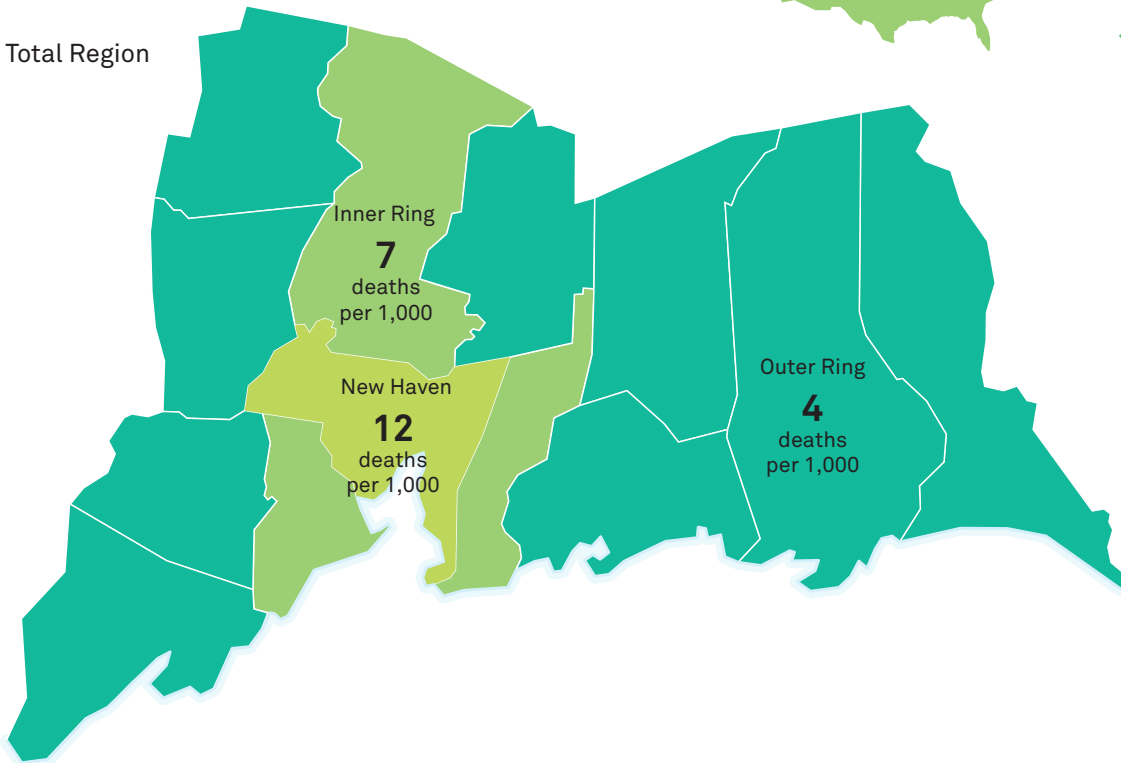 Total Region
Inner Ring
7
deaths
per 1,000
New Haven
12
deaths
per 1,000
Outer Ring
4
deaths
per 1,000